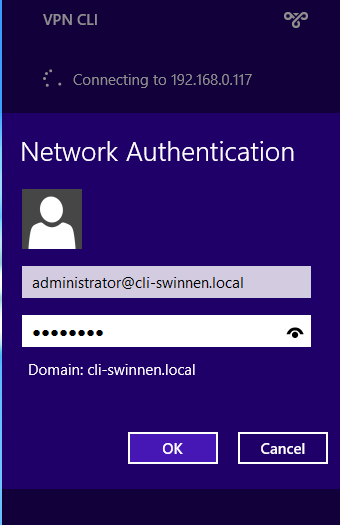 VPN CLI
Connecting to 192.168.0.117
Network Authentication
administrator@cli-swinnen.local
••••••••
Domain: cli-swinnen.local
OK
Cancel